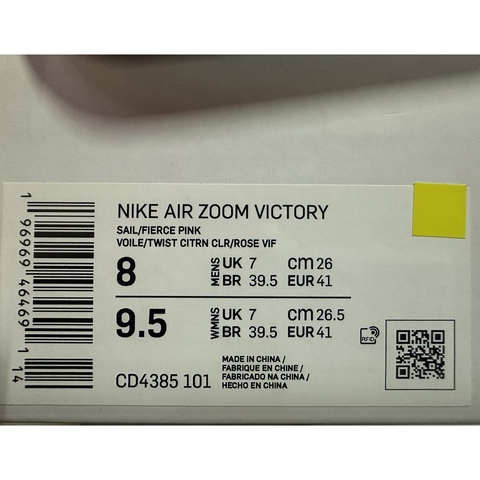 NIKE AIR ZOOM VICTORY
SAIL/FIERCE PINK
VOILE/TWIST CITRN CLR/ROSE VIF
8 MENS UK 7 CM 26
BR 39.5 EUR 41
9.5 WMNS UK 7 CM 26.5
BR 39.5 EUR 41
RFID
MADE IN CHINA /
FABRIQUE EN CHINE /
FABRICADO NA CHINA /
HECHO EN CHINA
CD4385 101
1 96969 46469 1 14